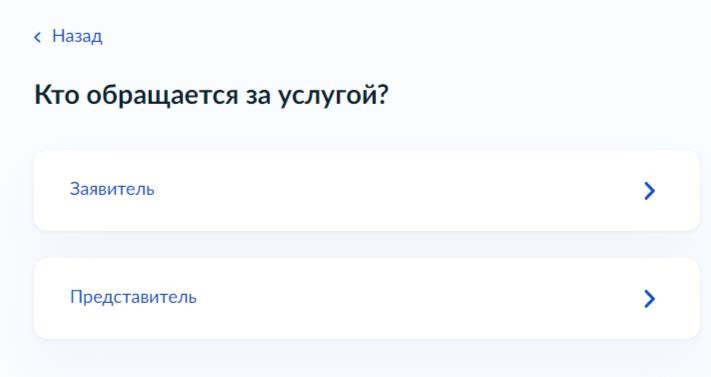 Назад
Кто обращается за услугой?
Заявитель
Представитель